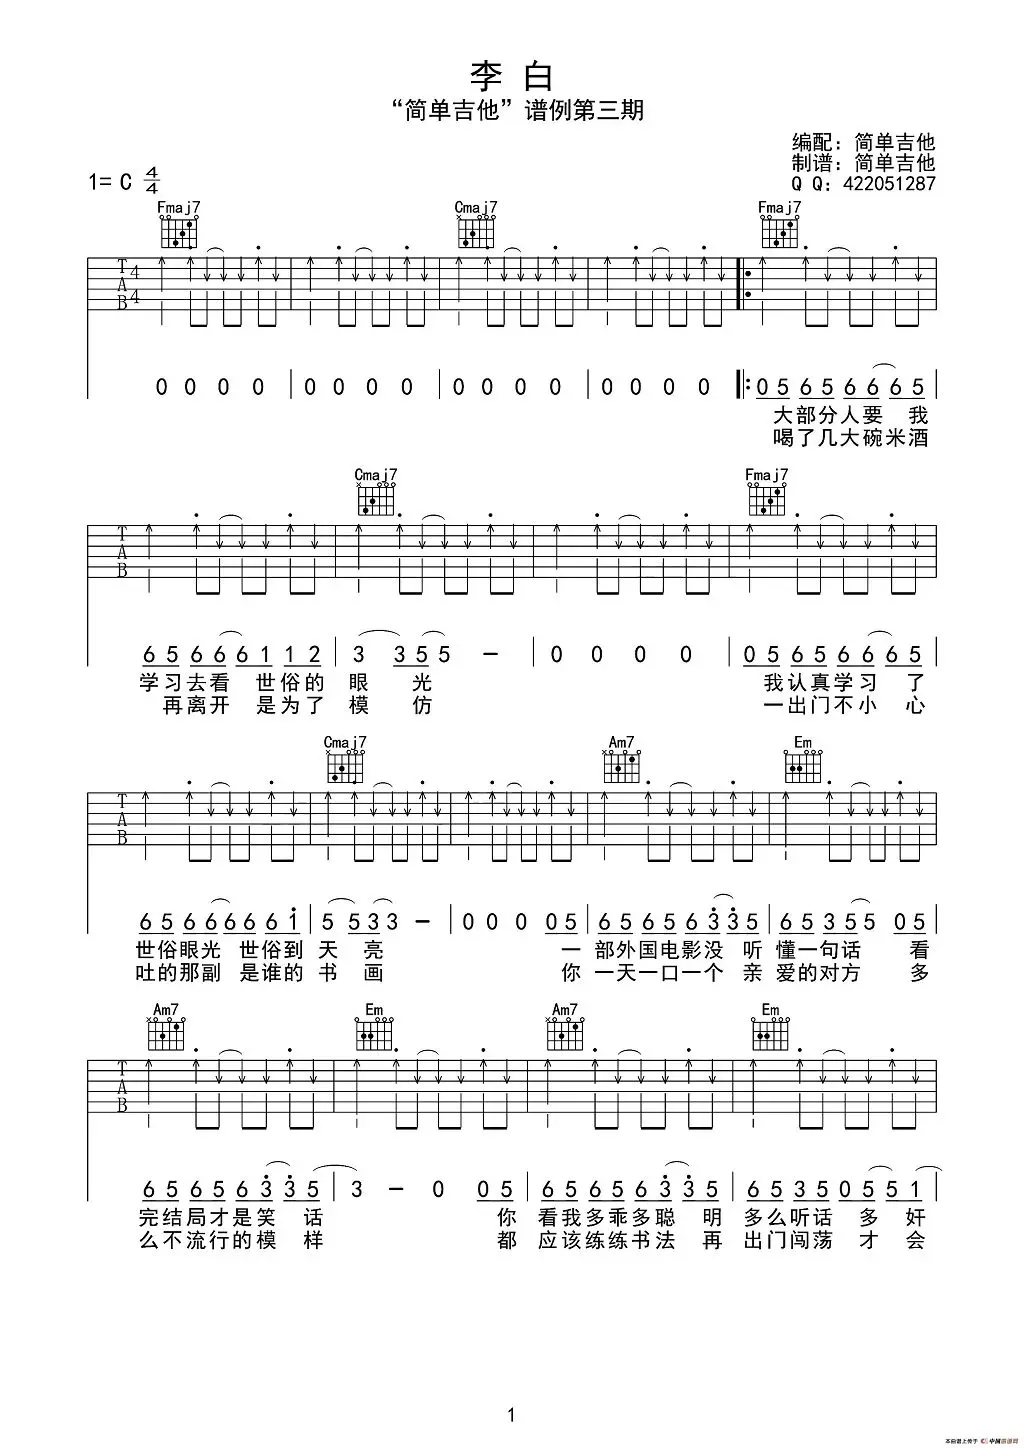 李 白
“简单吉他”谱例第三期
编配：简单吉他
制谱：简单吉他
1= C 4/4
Q Q：422051287
Fmaj7 Cmaj7 Fmaj7
T A B 4 4
0 0 0 0 | 0 0 0 0 | 0 0 0 0 | 0 0 0 0 |: 0 5 6 5 6 6 6 5 |
大部分人要 我
喝了几大碗米酒
Cmaj7 Fmaj7
T A B
6 5 6 6 6 1 1 2 | 3 3 5 5 - | 0 0 0 0 | 0 5 6 5 6 6 6 5 |
学习去看 世俗的 眼 光 我认真学习 了
再离开 是为了 模 仿 一出门不小 心
Cmaj7 Am7 Em
T A B
6 5 6 6 6 6 6 1 | 5 5 3 3 - | 0 0 0 0 5 | 6 5 6 5 6 3 3 5 | 6 5 3 5 5 0 5 |
世俗眼光 世俗到 天 亮 一 部外国电影没 听 懂一句话 看
吐的那副 是谁的 书 画 你 一天一口一个 亲 爱的对方 多
Am7 Em Am7 Em
T A B
6 5 6 5 6 3 3 5 | 3 - 0 0 5 | 6 5 6 5 6 3 3 5 | 6 5 3 5 0 5 5 1 |
完结局才是笑 话 你 看我多乖多聪 明 多么听话 多 奸
么不流行的模 样 都 应该练练书法 再 出门闯荡 才 会
1